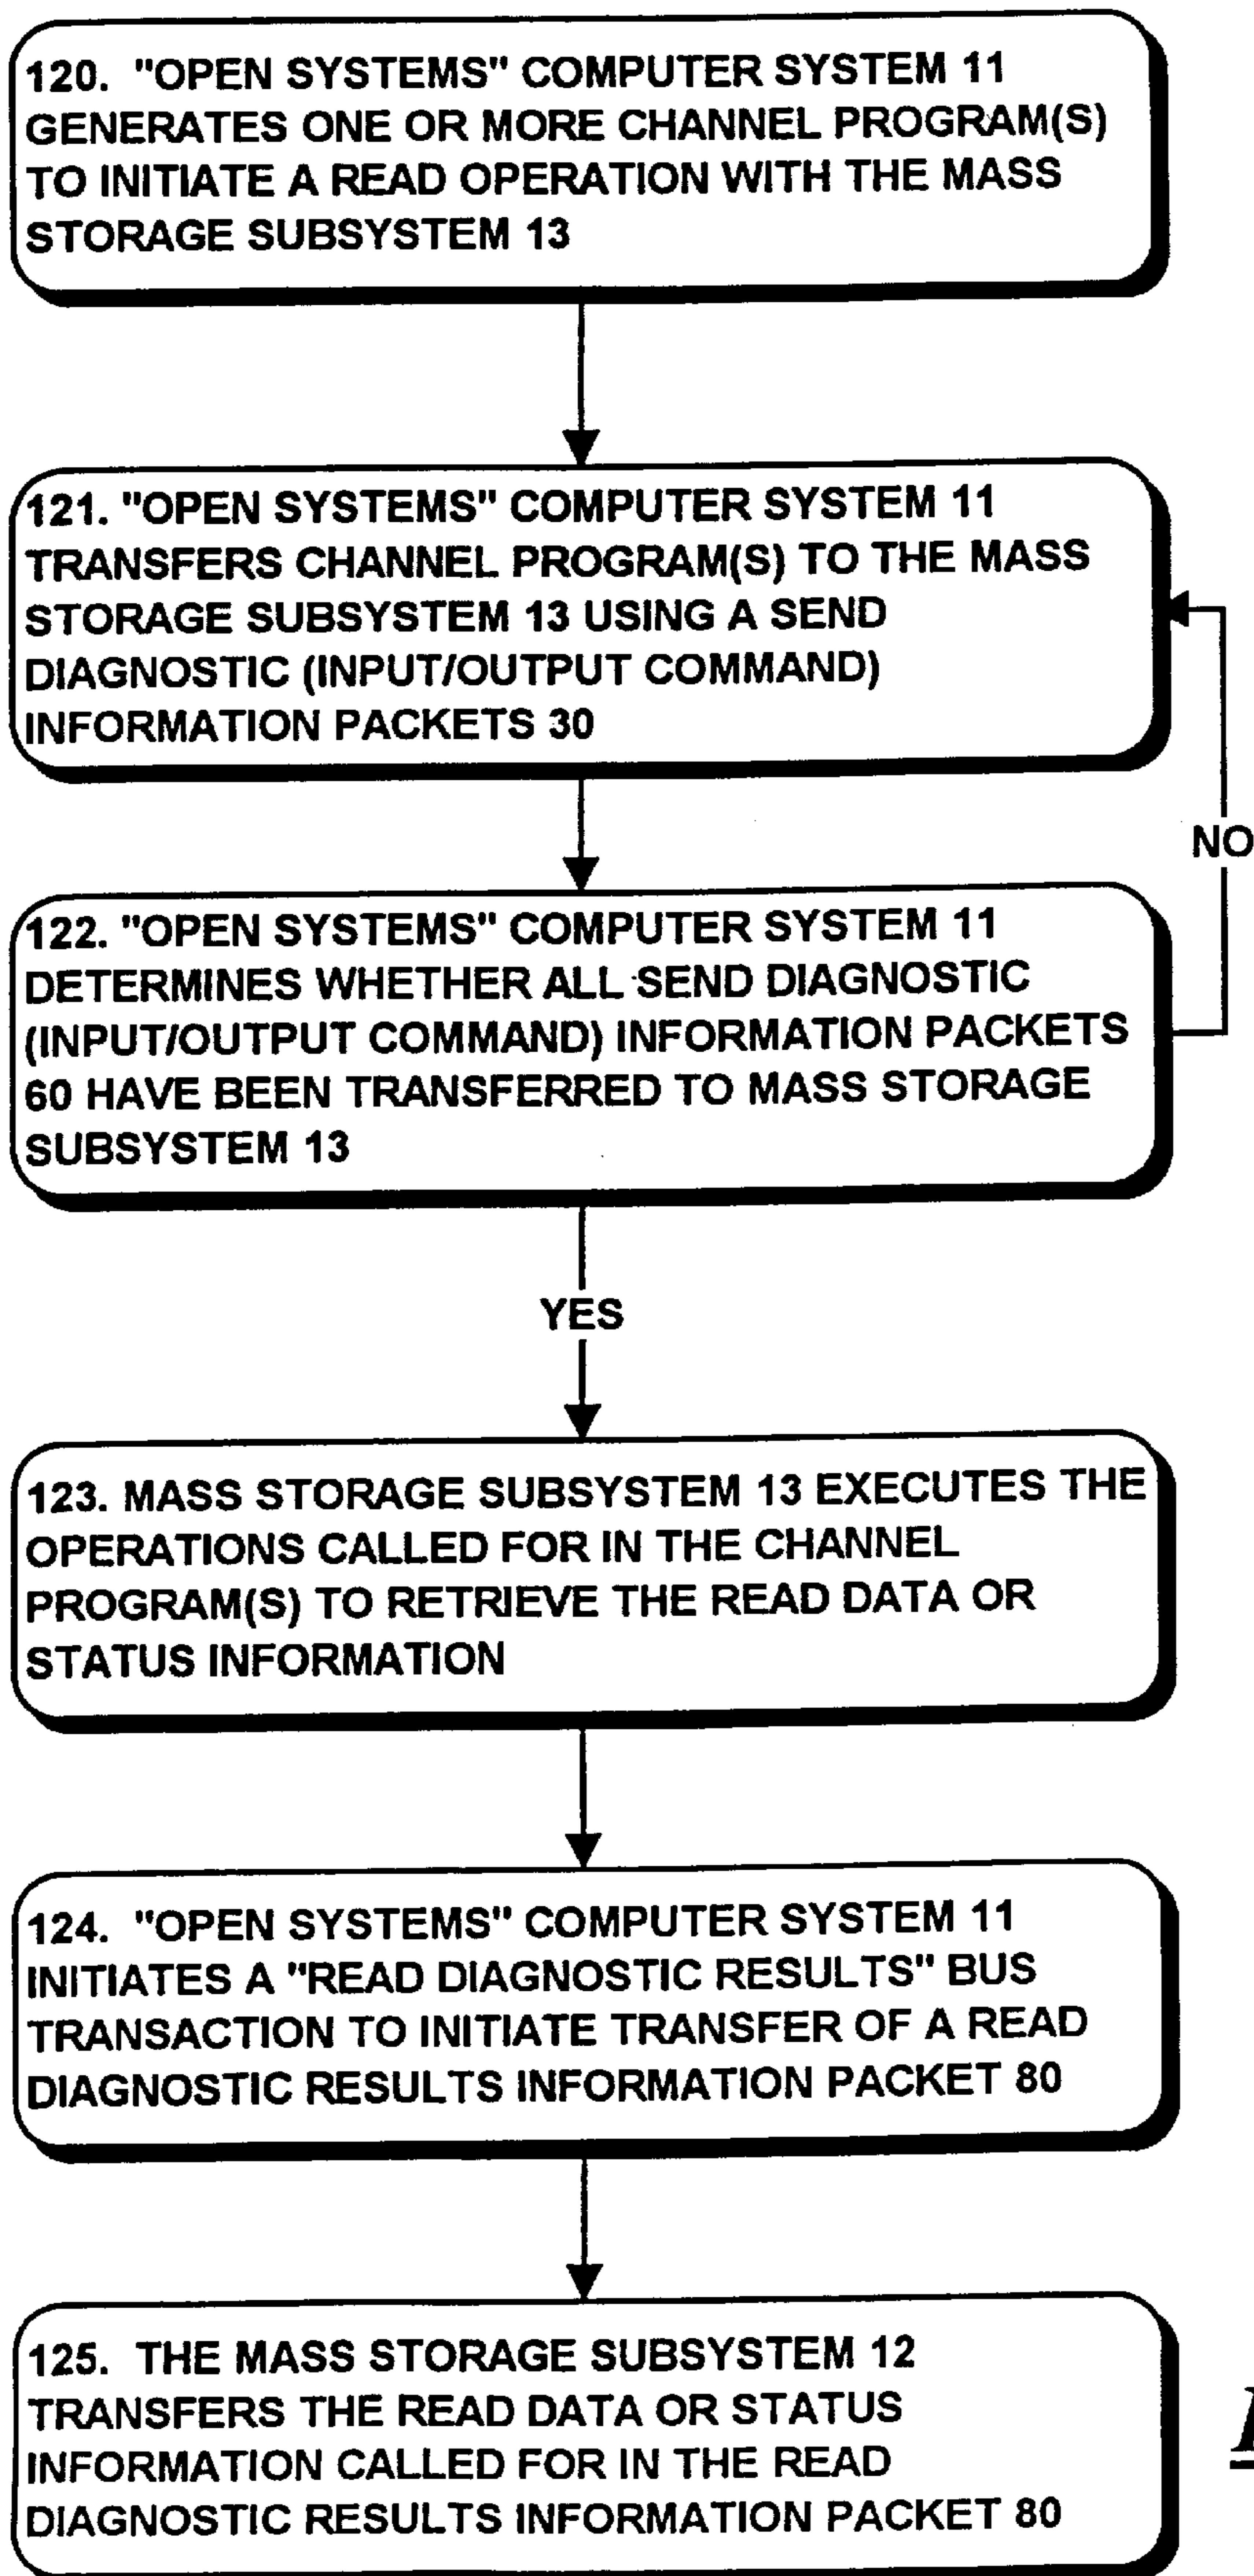 120. "OPEN SYSTEMS" COMPUTER SYSTEM 11
GENERATES ONE OR MORE CHANNEL PROGRAM(S)
TO INITIATE A READ OPERATION WITH THE MASS
STORAGE SUBSYSTEM 13
121. "OPEN SYSTEMS" COMPUTER SYSTEM 11
TRANSFERS CHANNEL PROGRAM(S) TO THE MASS
STORAGE SUBSYSTEM 13 USING A SEND
DIAGNOSTIC (INPUT/OUTPUT COMMAND)
INFORMATION PACKETS 30
NO
122. "OPEN SYSTEMS" COMPUTER SYSTEM 11
DETERMINES WHETHER ALL SEND DIAGNOSTIC
(INPUT/OUTPUT COMMAND) INFORMATION PACKETS
60 HAVE BEEN TRANSFERRED TO MASS STORAGE
SUBSYSTEM 13
YES
123. MASS STORAGE SUBSYSTEM 13 EXECUTES THE
OPERATIONS CALLED FOR IN THE CHANNEL
PROGRAM(S) TO RETRIEVE THE READ DATA OR
STATUS INFORMATION
124. "OPEN SYSTEMS" COMPUTER SYSTEM 11
INITIATES A "READ DIAGNOSTIC RESULTS" BUS
TRANSACTION TO INITIATE TRANSFER OF A READ
DIAGNOSTIC RESULTS INFORMATION PACKET 80
125. THE MASS STORAGE SUBSYSTEM 12
TRANSFERS THE READ DATA OR STATUS
INFORMATION CALLED FOR IN THE READ
DIAGNOSTIC RESULTS INFORMATION PACKET 80